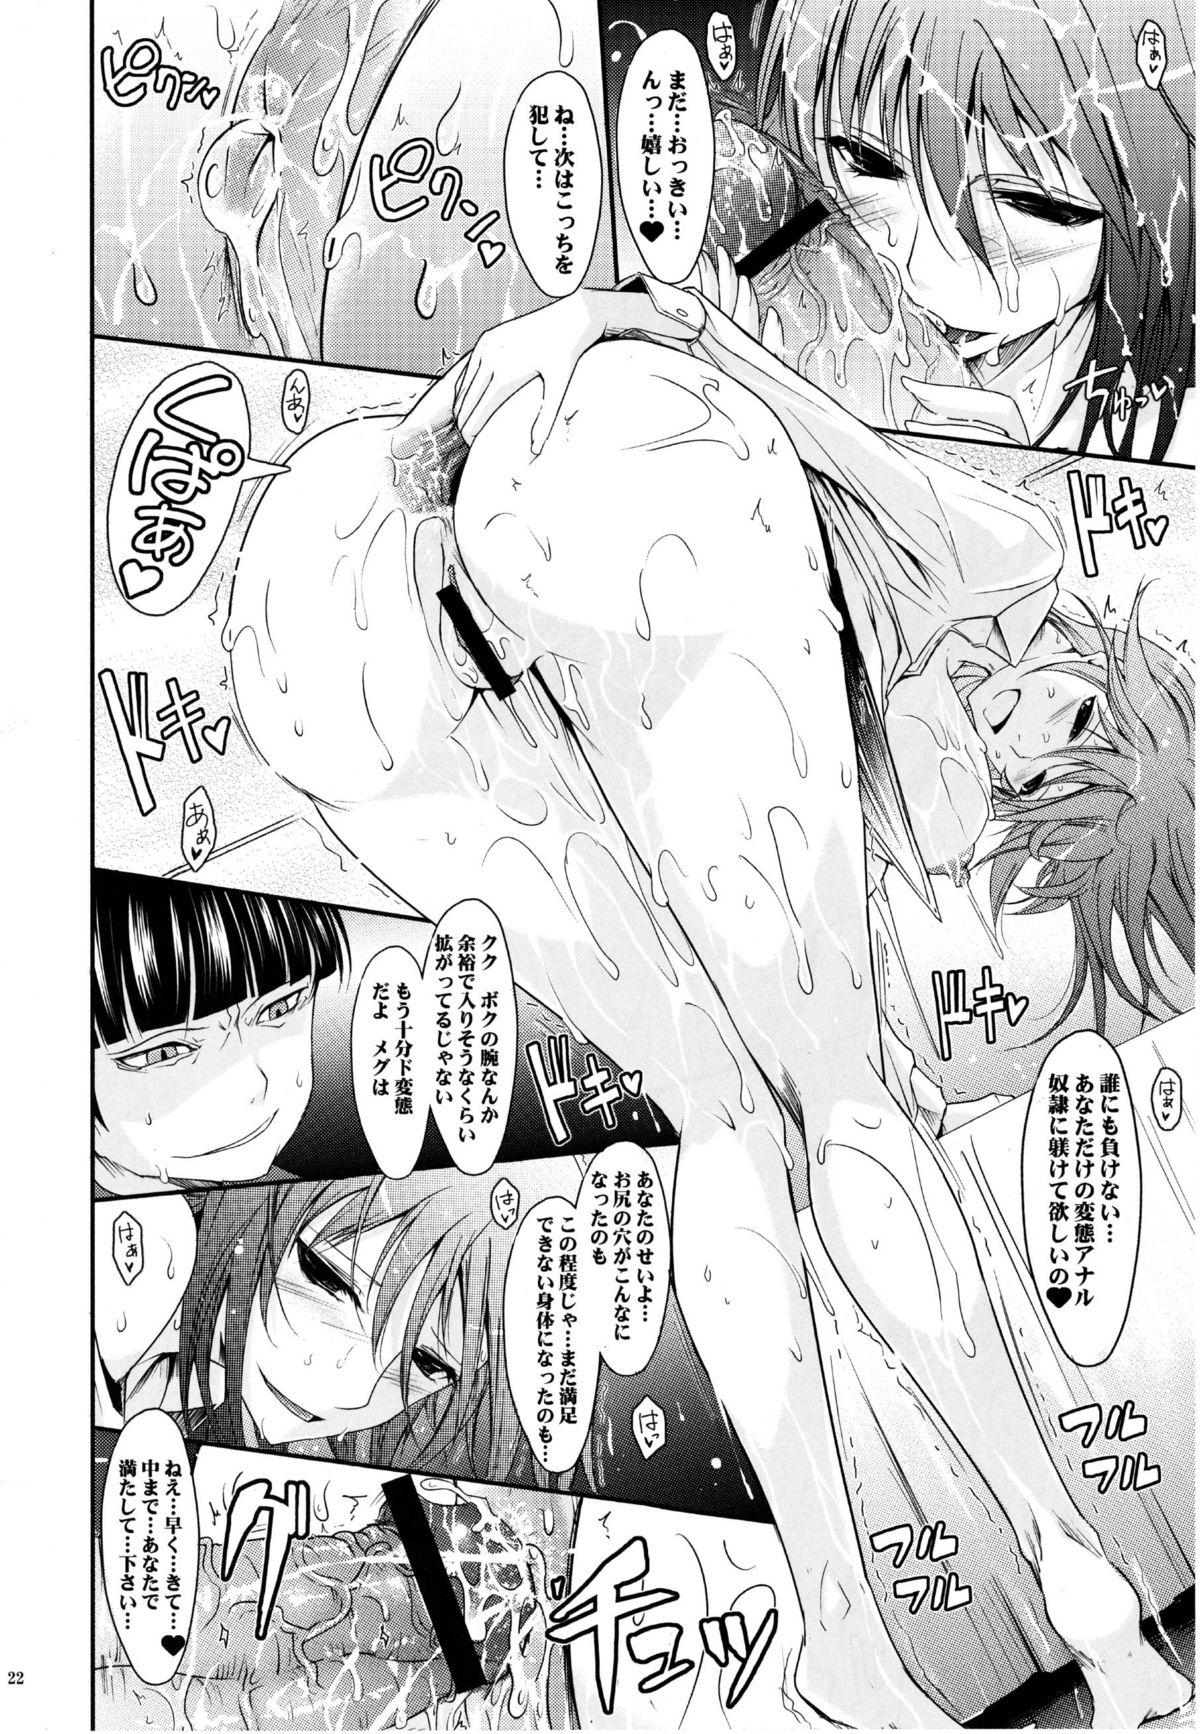 はぁ♥
はぁ♥
まだ…おっきい…
んっ…嬉しい…♥
ちゅっ
ね…次はこっちを
犯して…
ピクン♥
ピクン♥
んあ♥
くぱぁぁ♥
ドキ♥
ドキ♥
あぁ♥
ドキ♥
ドキ♥
はぁ♥
誰にも負けない…
あなただけの変態アナル
奴隷に躾けて欲しいの♥
クク ボクの腕なんか
余裕で入りそうなくらい
拡がってるじゃない
もう十分ド変態
だよ メグは
あなたのせいよ…
お尻の穴がこんなに
なったのも
この程度じゃ…まだ満足
できない身体になったのも…
はっ♥
はぁ♥
はっ
フル
フル
フル
フル
ねえ…早く…きて…
中まで…あなたで
満たして…下さい…♥
グ
チュッ
22